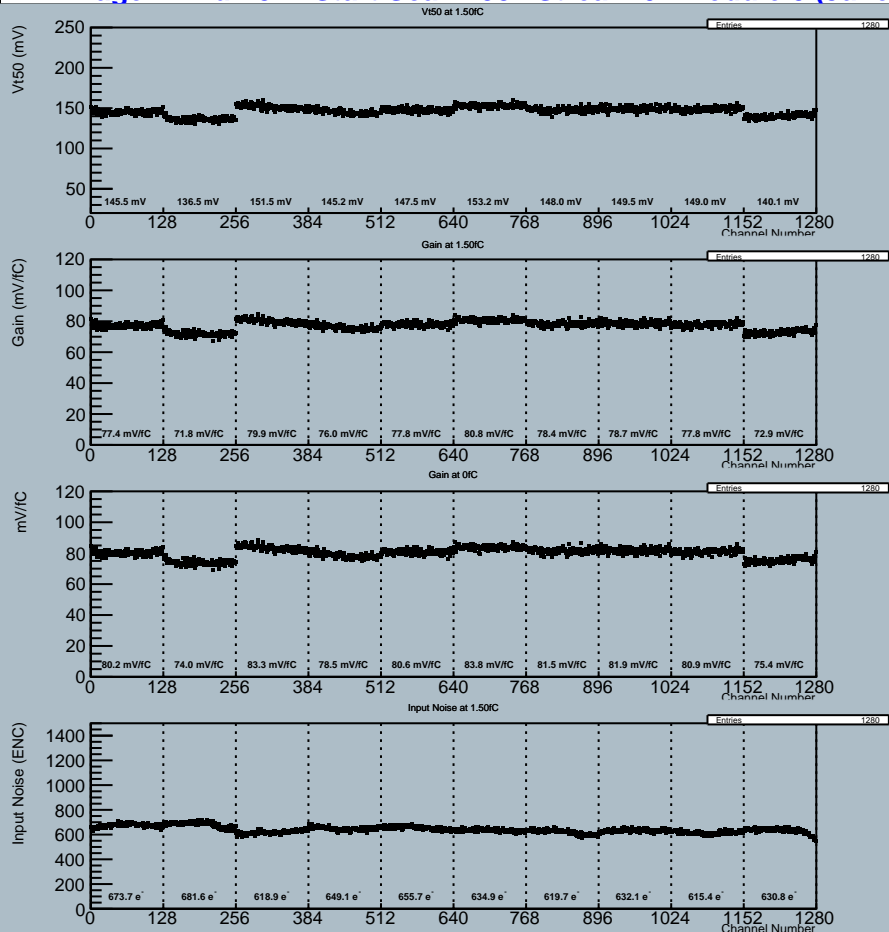 Vt50 at 1.50fC
Entries 1280
Vt50 (mV)
250
200
150
100
50
145.5 mV 136.5 mV 151.5 mV 145.2 mV 147.5 mV 153.2 mV 148.0 mV 149.5 mV 149.0 mV 140.1 mV
0 128 256 384 512 640 768 896 1024 1152 1280
Channel Number
Gain at 1.50fC
Entries 1280
Gain (mV/fC)
120
100
80
60
40
20
0
77.4 mV/fC 71.8 mV/fC 79.9 mV/fC 76.0 mV/fC 77.8 mV/fC 80.8 mV/fC 78.4 mV/fC 78.7 mV/fC 77.8 mV/fC 72.9 mV/fC
0 128 256 384 512 640 768 896 1024 1152 1280
Channel Number
Gain at 0fC
Entries 1280
mV/fC
120
100
80
60
40
20
0
80.2 mV/fC 74.0 mV/fC 83.3 mV/fC 78.5 mV/fC 80.6 mV/fC 83.8 mV/fC 81.5 mV/fC 81.9 mV/fC 80.9 mV/fC 75.4 mV/fC
0 128 256 384 512 640 768 896 1024 1152 1280
Channel Number
Input Noise at 1.50fC
Entries 1280
Input Noise (ENC)
1400
1200
1000
800
600
400
200
0
673.7 e⁻ 681.6 e⁻ 618.9 e⁻ 649.1 e⁻ 655.7 e⁻ 634.9 e⁻ 619.7 e⁻ 632.1 e⁻ 615.4 e⁻ 630.8 e⁻
0 128 256 384 512 640 768 896 1024 1152 1280
Channel Number